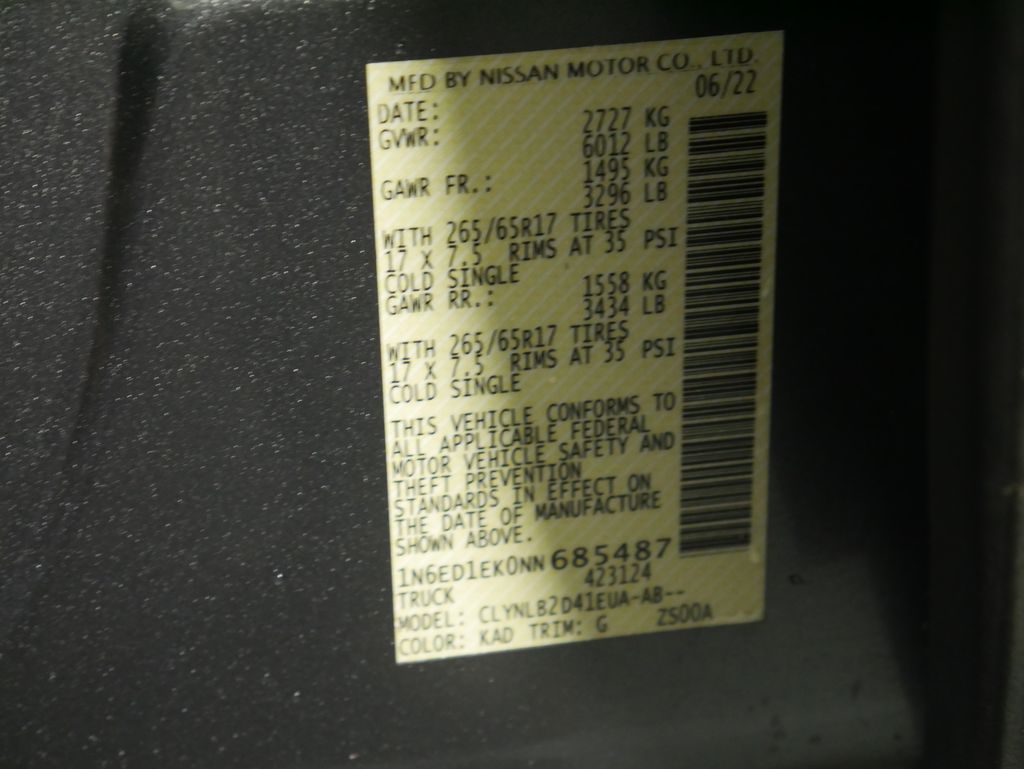 MFD BY NISSAN MOTOR CO., LTD.
DATE: 06/22
GVWR: 2727 KG
6012 LB
GAWR FR.: 1495 KG
3296 LB
WITH 265/65R17 TIRES
17 X 7.5 RIMS AT 35 PSI
COLD SINGLE
GAWR RR.: 1558 KG
3434 LB
WITH 265/65R17 TIRES
17 X 7.5 RIMS AT 35 PSI
COLD SINGLE
THIS VEHICLE CONFORMS TO
ALL APPLICABLE FEDERAL
MOTOR VEHICLE SAFETY AND
THEFT PREVENTION
STANDARDS IN EFFECT ON
THE DATE OF MANUFACTURE
SHOWN ABOVE.
1N6ED1EK0NN685487
TRUCK 423124
MODEL: CLYNLB2D41EUA-AB--
COLOR: KAD TRIM: G ZS00A